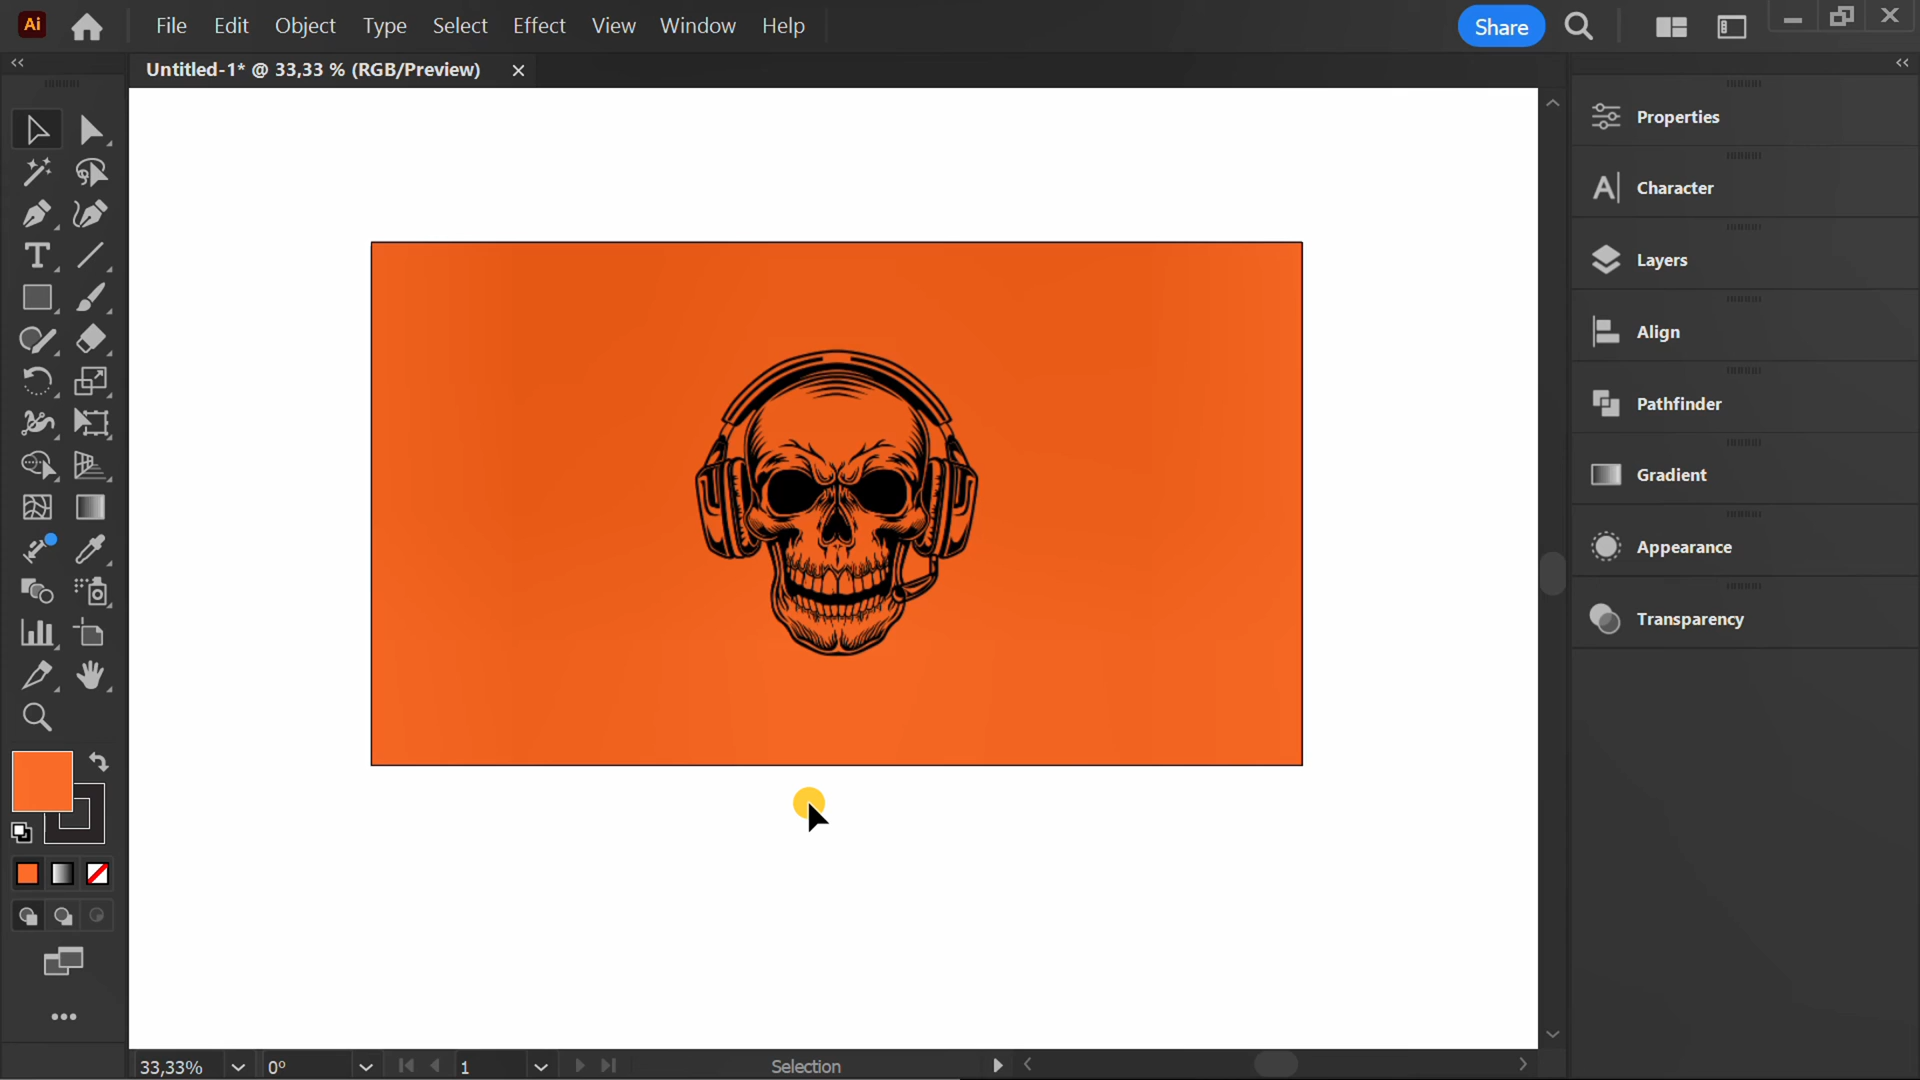 Ai File Edit Object Type Select Effect View Window Help Share
Untitled-1* @ 33,33 % (RGB/Preview)
Properties
Character
Layers
Align
Pathfinder
Gradient
Appearance
Transparency
33,33% 0° 1 Selection